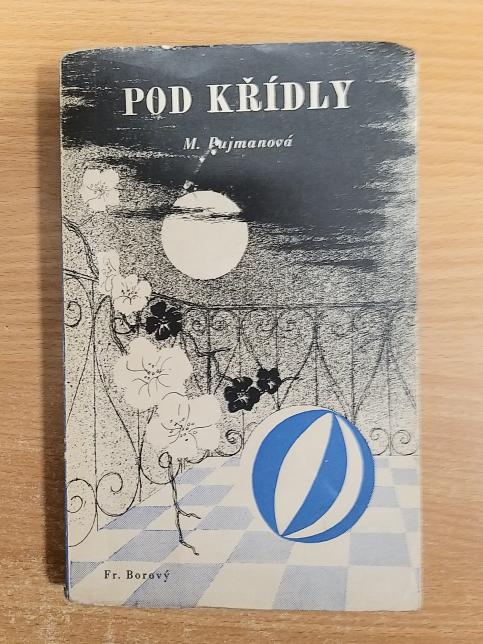 POD KŘÍDLY
M. Pujmanová
Fr. Borový